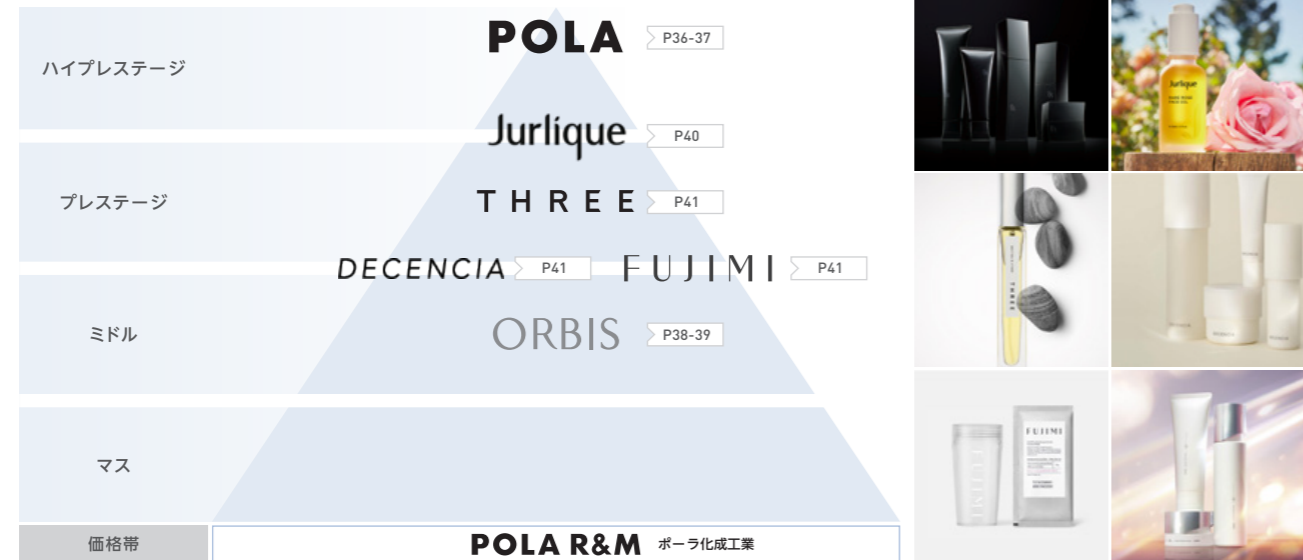 ハイプレステージ
POLA P36-37
Jurlique P40
プレステージ
THREE P41
DECENCIA P41 FUJIMI P41
ミドル
ORBIS P38-39
マス
価格帯
POLA R&M ポーラ化成工業
Jurlique
THREE
FUJIMI
FUJIMI